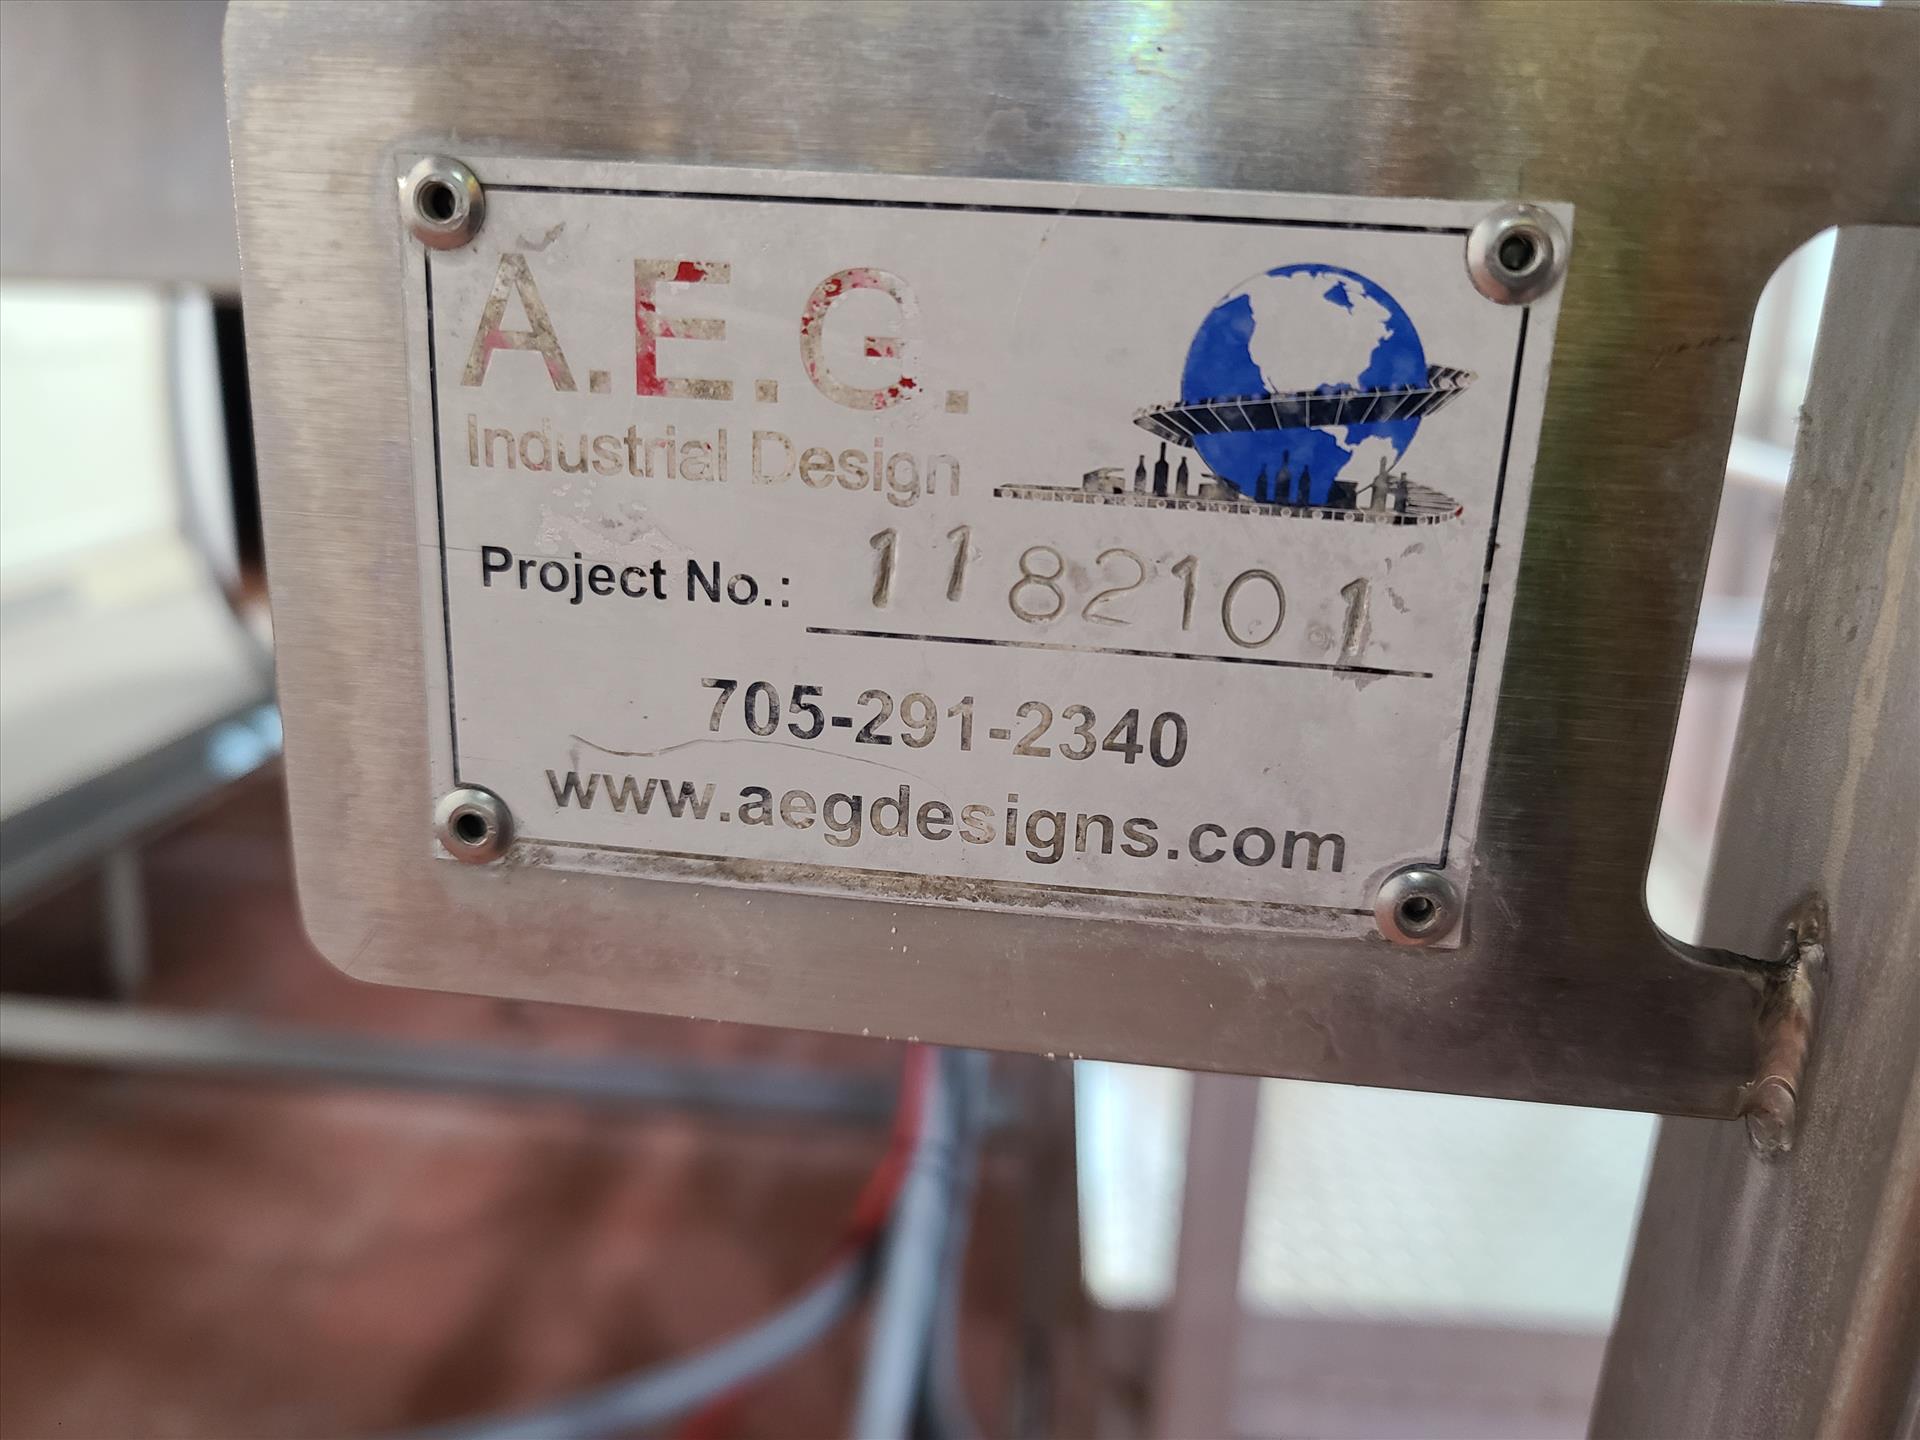 A.E.G.
Industrial Design
Project No.: 1182101
705-291-2340
www.aegdesigns.com